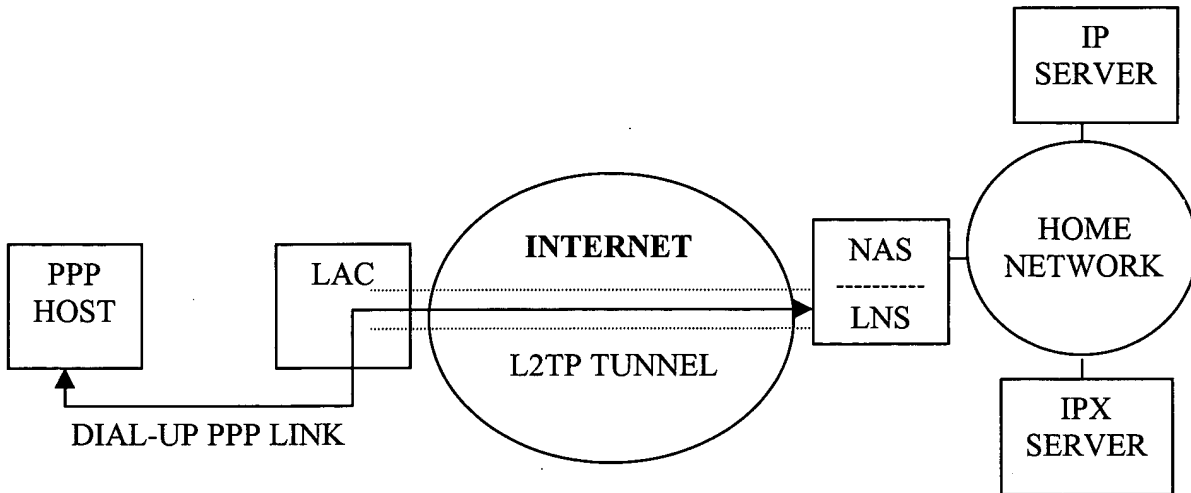 IP
SERVER
PPP
HOST
LAC
INTERNET
L2TP TUNNEL
NAS
LNS
HOME
NETWORK
DIAL-UP PPP LINK
IPX
SERVER